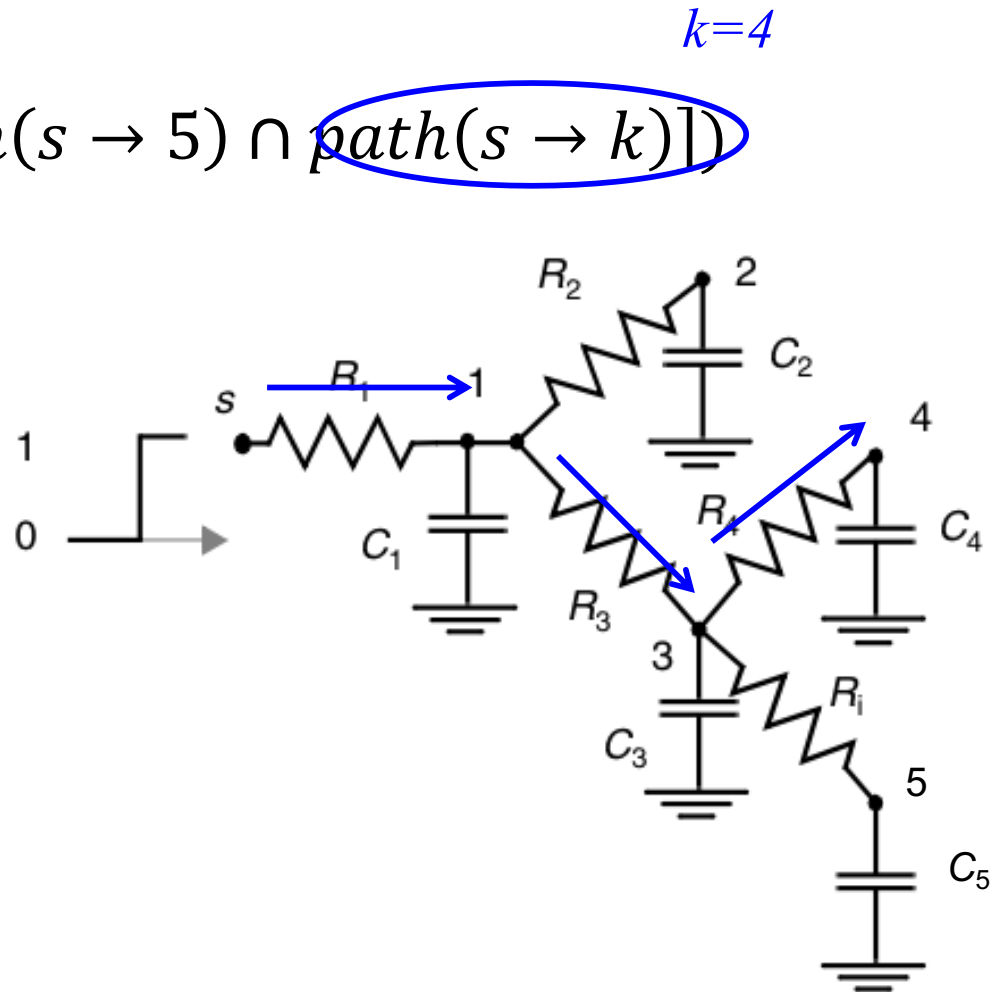 k=4
(s → 5) ∩ path(s → k)])
R2
2
C2
s
R1
1
4
1
0
C1
R4
C4
R3
3
Ri
C3
5
C5